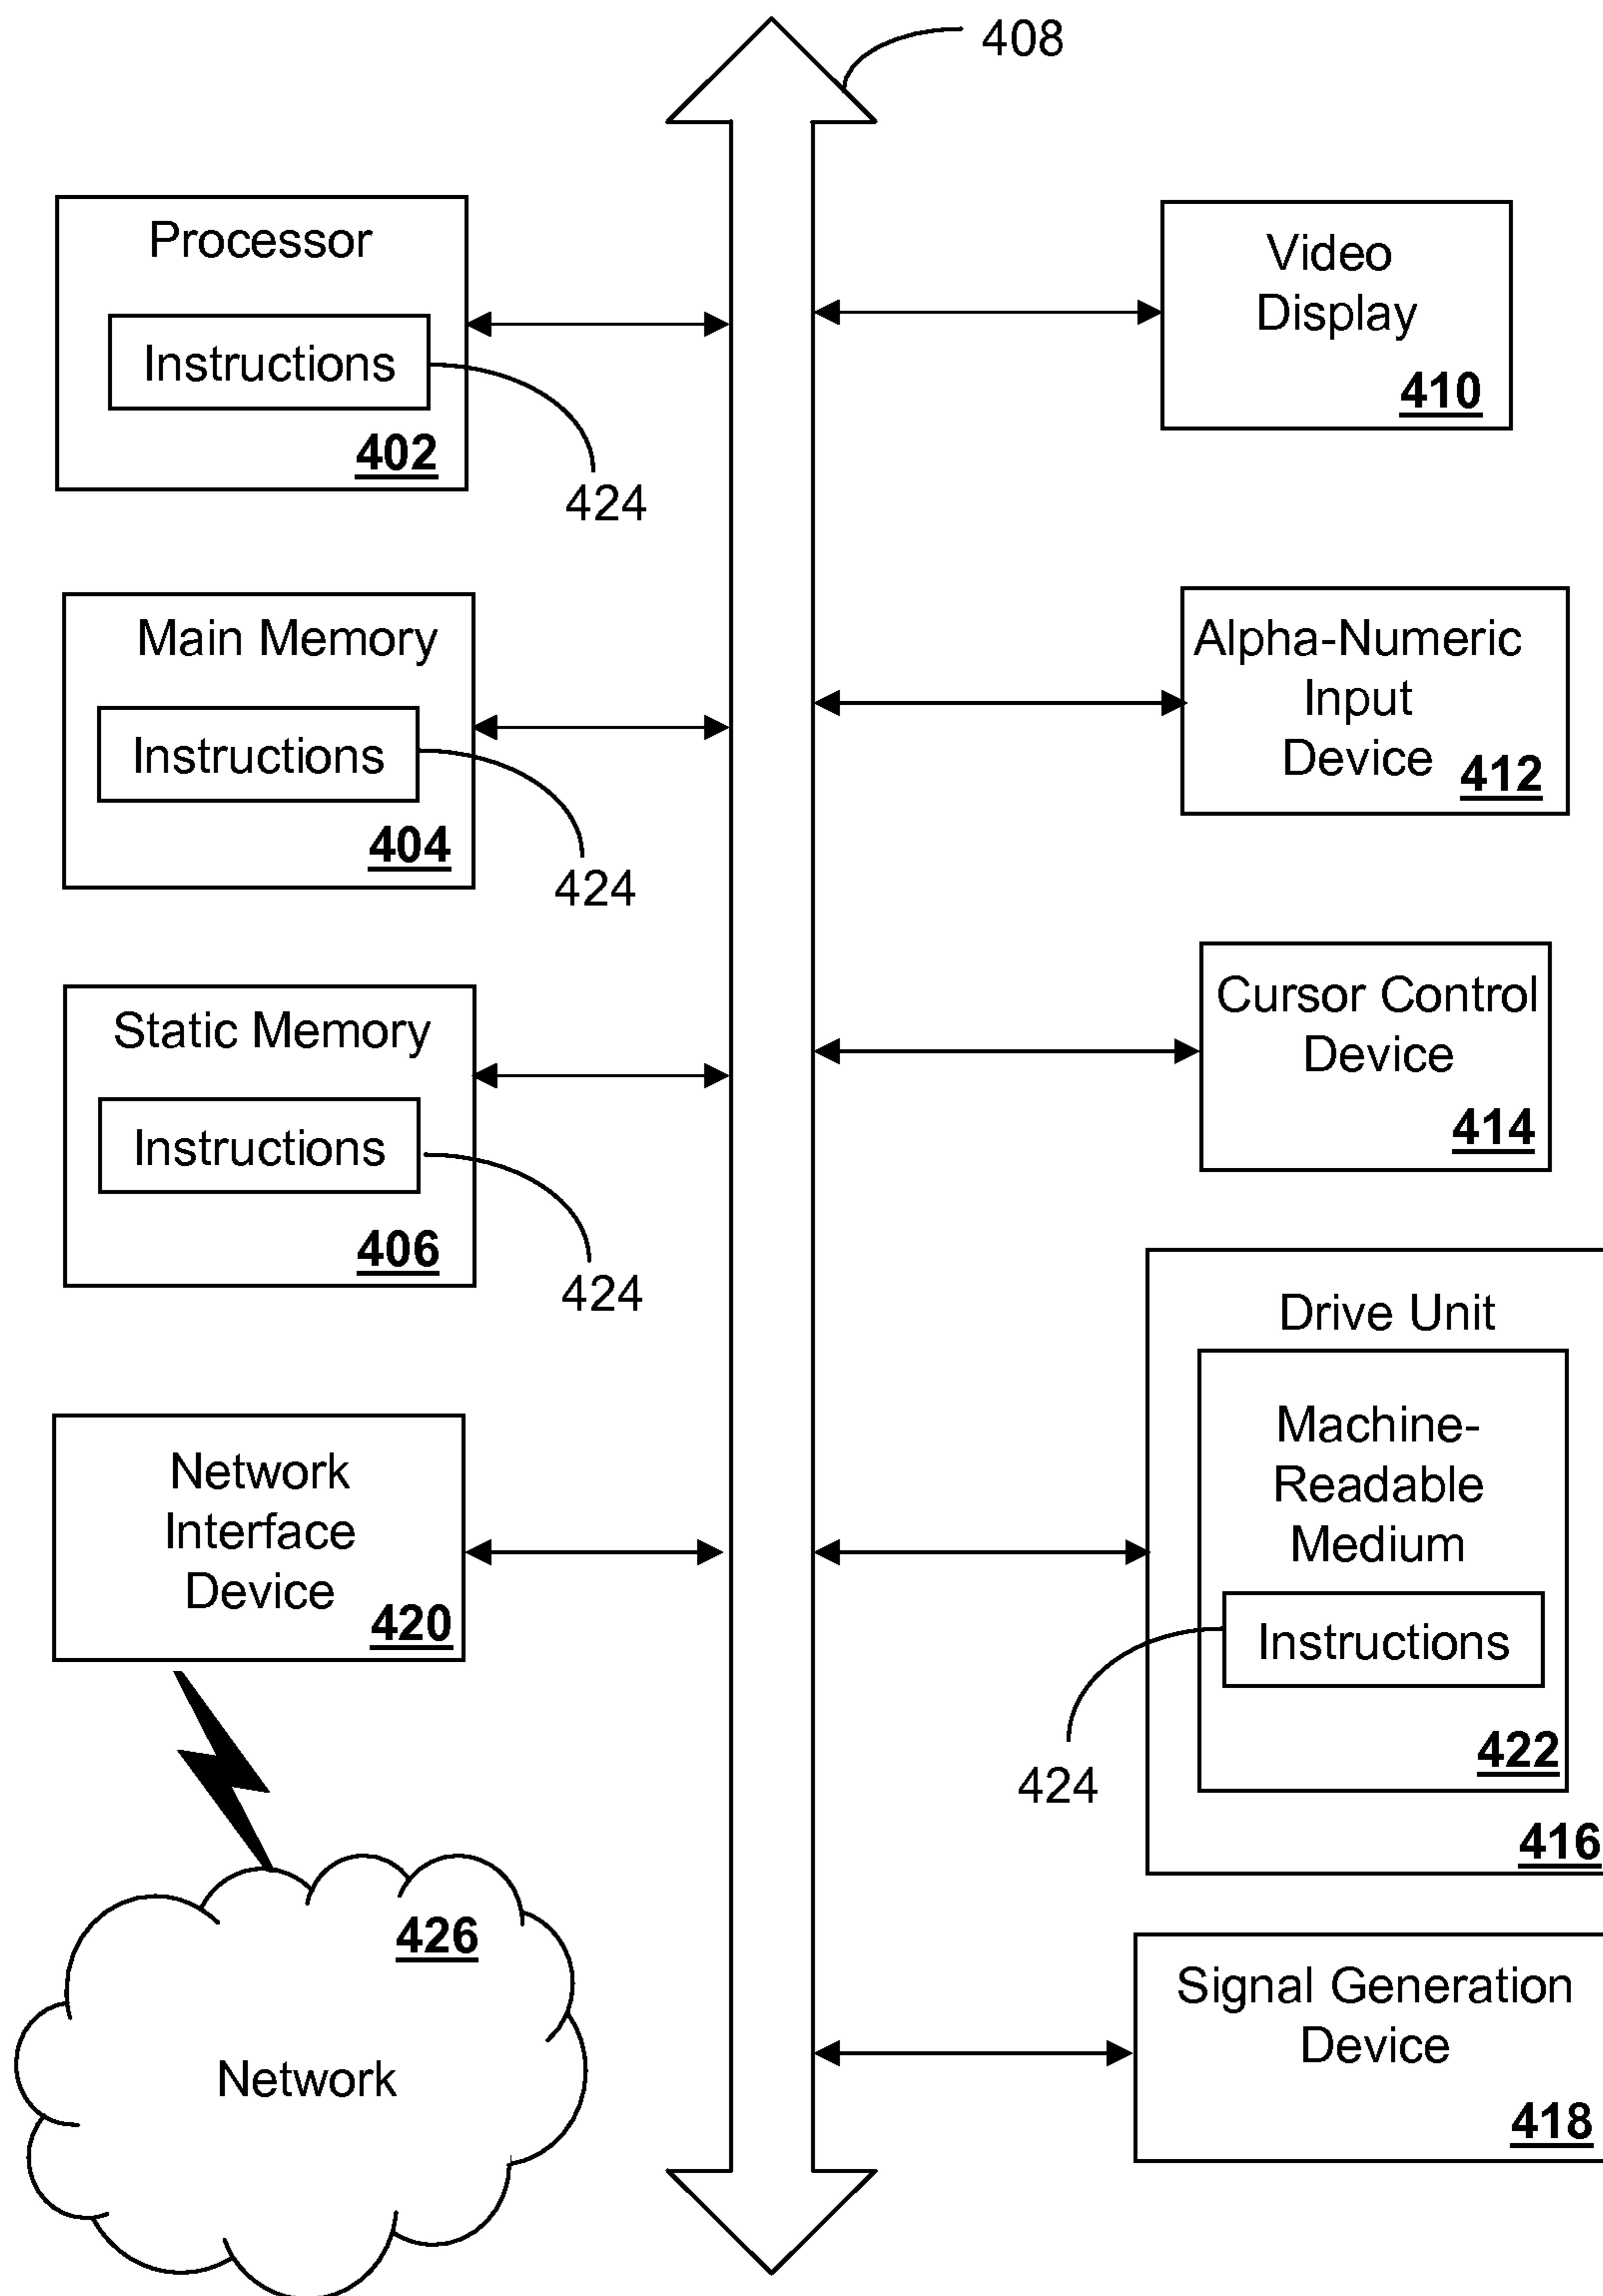 408
Processor
Instructions
402
424
Main Memory
Instructions
404
424
Static Memory
Instructions
406
424
Network
Interface
Device
420
426
Network
Video
Display
410
Alpha-Numeric
Input
Device
412
Cursor Control
Device
414
Drive Unit
Machine-
Readable
Medium
Instructions
424
422
416
Signal Generation
Device
418